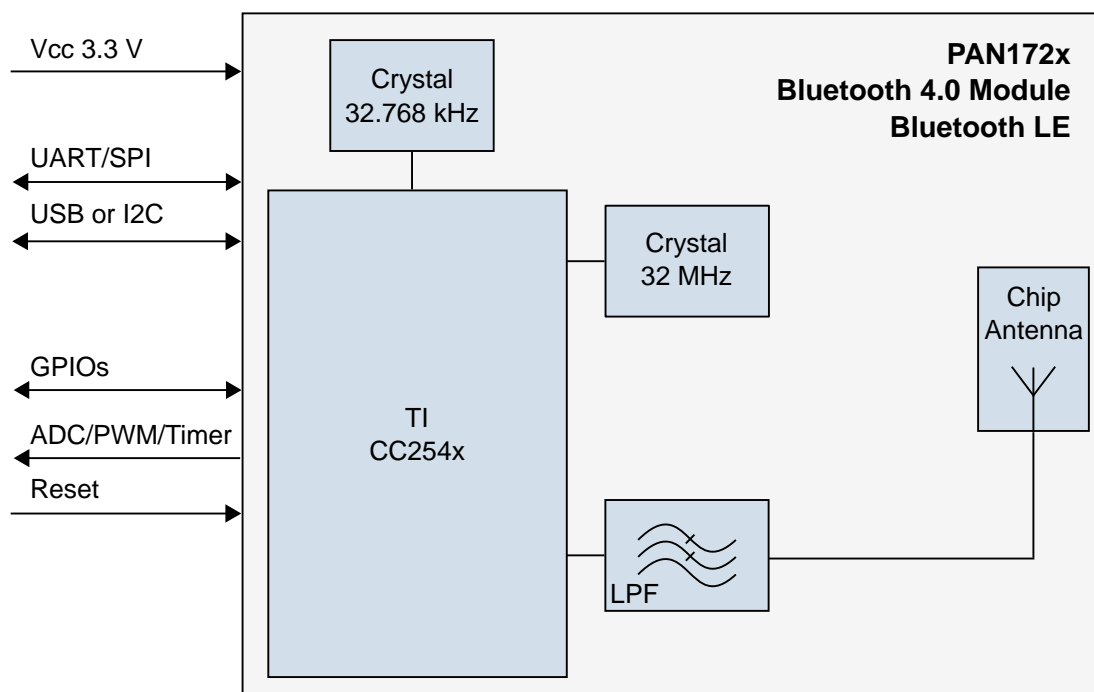 Vcc 3.3 V
UART/SPI
USB or I2C
GPIOs
ADC/PWM/Timer
Reset
Crystal
32.768 kHz
PAN172x
Bluetooth 4.0 Module
Bluetooth LE
Crystal
32 MHz
Chip
Antenna
TI
CC254x
LPF